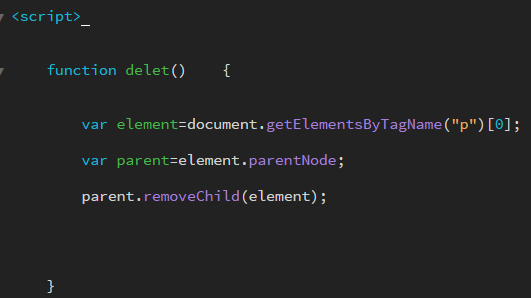 <script>_
function delet()    {
var element=document.getElementsByTagName("p")[0];
var parent=element.parentNode;
parent.removeChild(element);
}